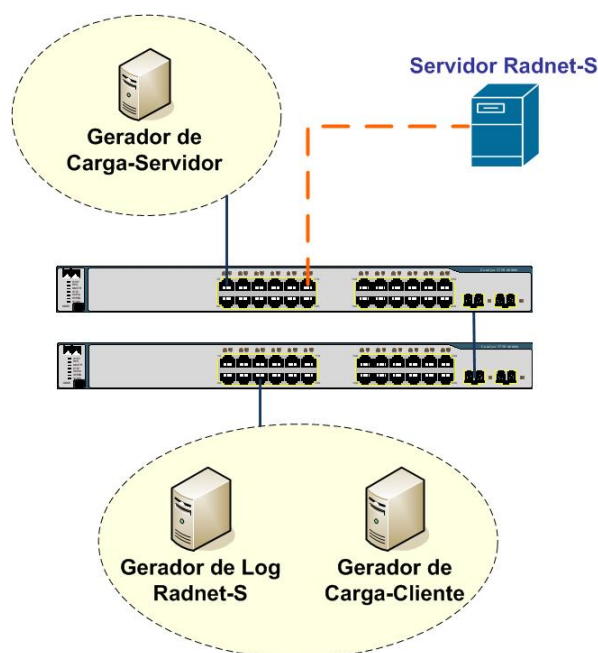 Servidor Radnet-S
Gerador de
Carga-Servidor
Gerador de Log
Radnet-S
Gerador de
Carga-Cliente